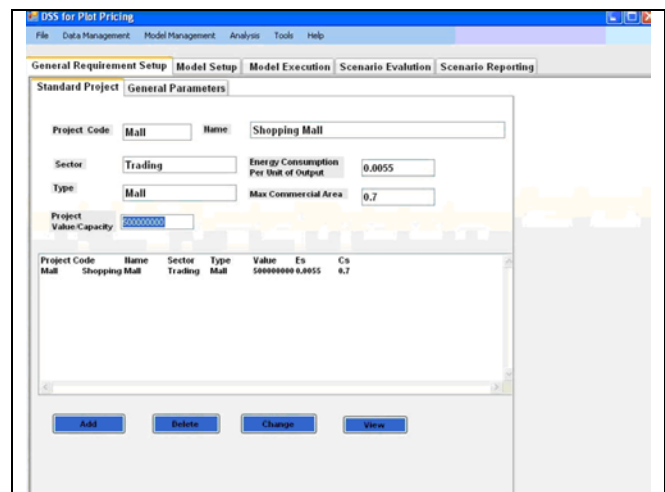 DSS for Plot Pricing
File Data Management Model Management Analysis Tools Help
General Requirement Setup Model Setup Model Execution Scenario Evalution Scenario Reporting
Standard Project General Parameters
Project Code Mall Name Shopping Mall
Sector Trading Energy Consumption Per Unit of Output 0.0055
Type Mall Max Commercial Area 0.7
Project Value/Capacity 500000000
Project Code Name Sector Type Value Es Cs
Mall Shopping Mall Trading Mall 500000000 0.0055 0.7
Add Delete Change View